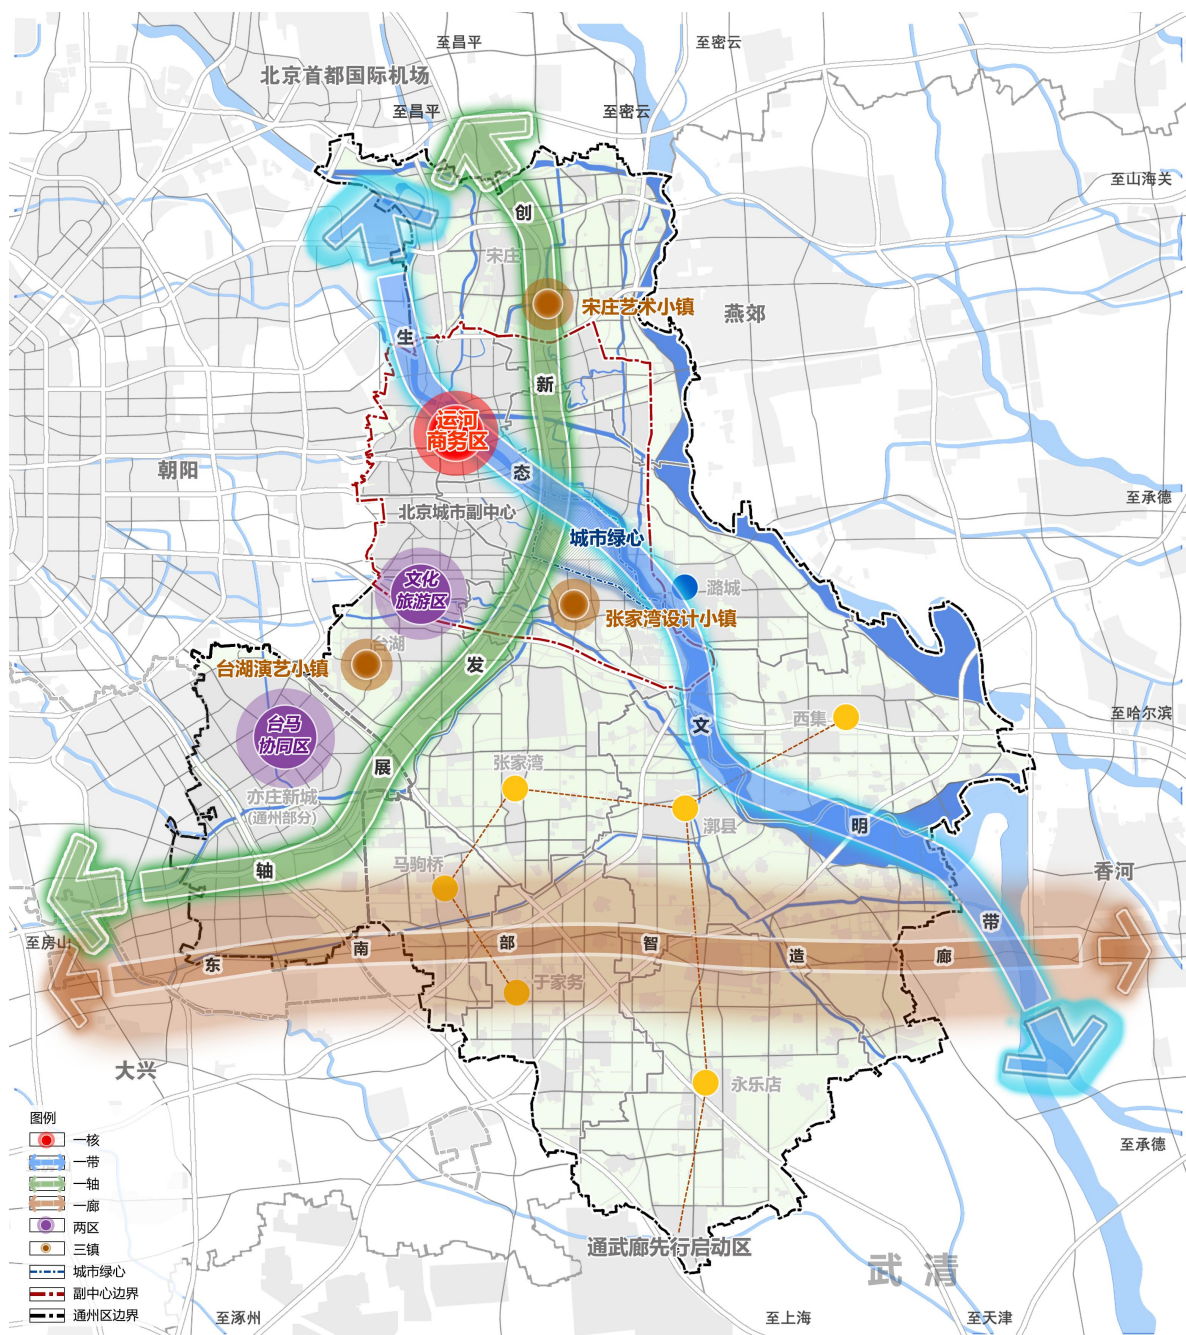 至昌平
至密云
北京首都国际机场
至昌平
至密云
至山海关
创
宋庄
宋庄艺术小镇
燕郊
生
新
运河
商务区
朝阳
态
至承德
北京城市副中心
城市绿心
文化
旅游区
潞城
张家湾设计小镇
台湖
台湖演艺小镇
发
西集
至哈尔滨
台马
协同区
文
张家湾
展
亦庄新城
(通州部分)
漷县
明
马驹桥
轴
香河
带
至房山
东
南
部
智
造
廊
于家务
大兴
永乐店
图例
一核
一带
一轴
一廊
两区
三镇
城市绿心
副中心边界
通州区边界
至承德
通武廊先行启动区
武清
至涿州
至上海
至天津